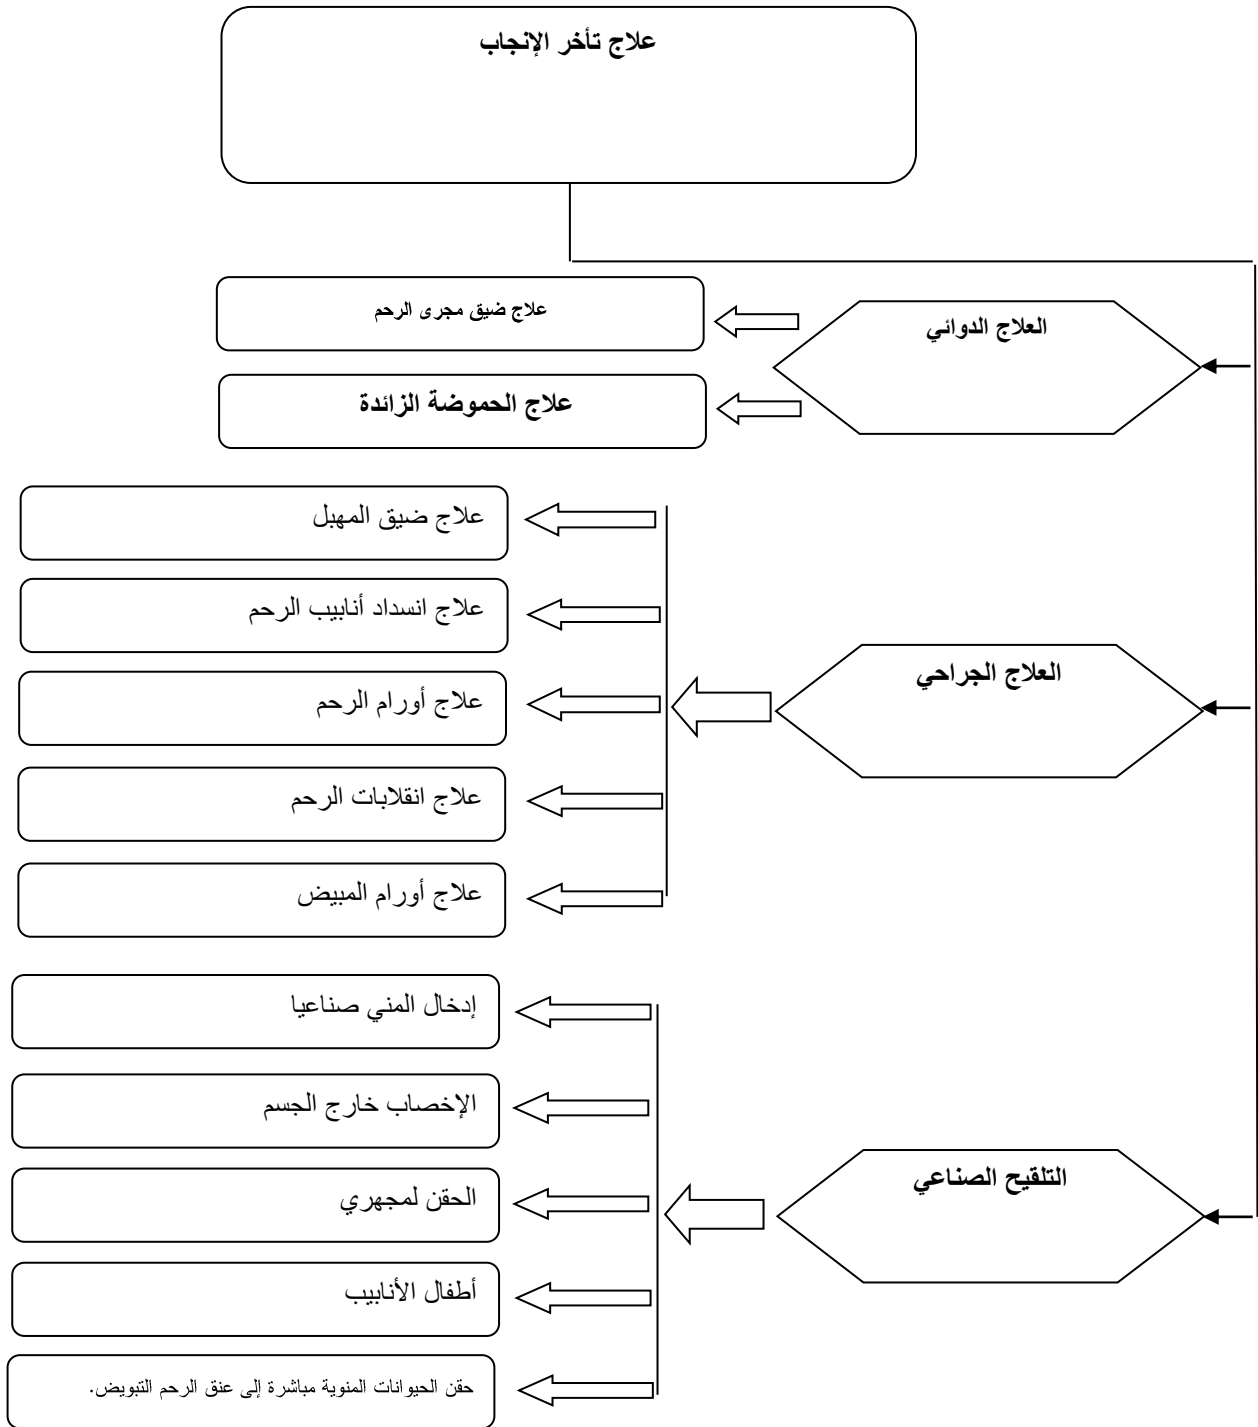 علاج تأخر الإنجاب
العلاج الدوائي
علاج ضيق مجرى الرحم
علاج الحموضة الزائدة
العلاج الجراحي
علاج ضيق المهبل
علاج انسداد أنابيب الرحم
علاج أورام الرحم
علاج انقلابات الرحم
علاج أورام المبيض
التلقيح الصناعي
إدخال المني صناعيا
الإخصاب خارج الجسم
الحقن لمجهري
أطفال الأنابيب
حقن الحيوانات المنوية مباشرة إلى عنق الرحم التبويض.